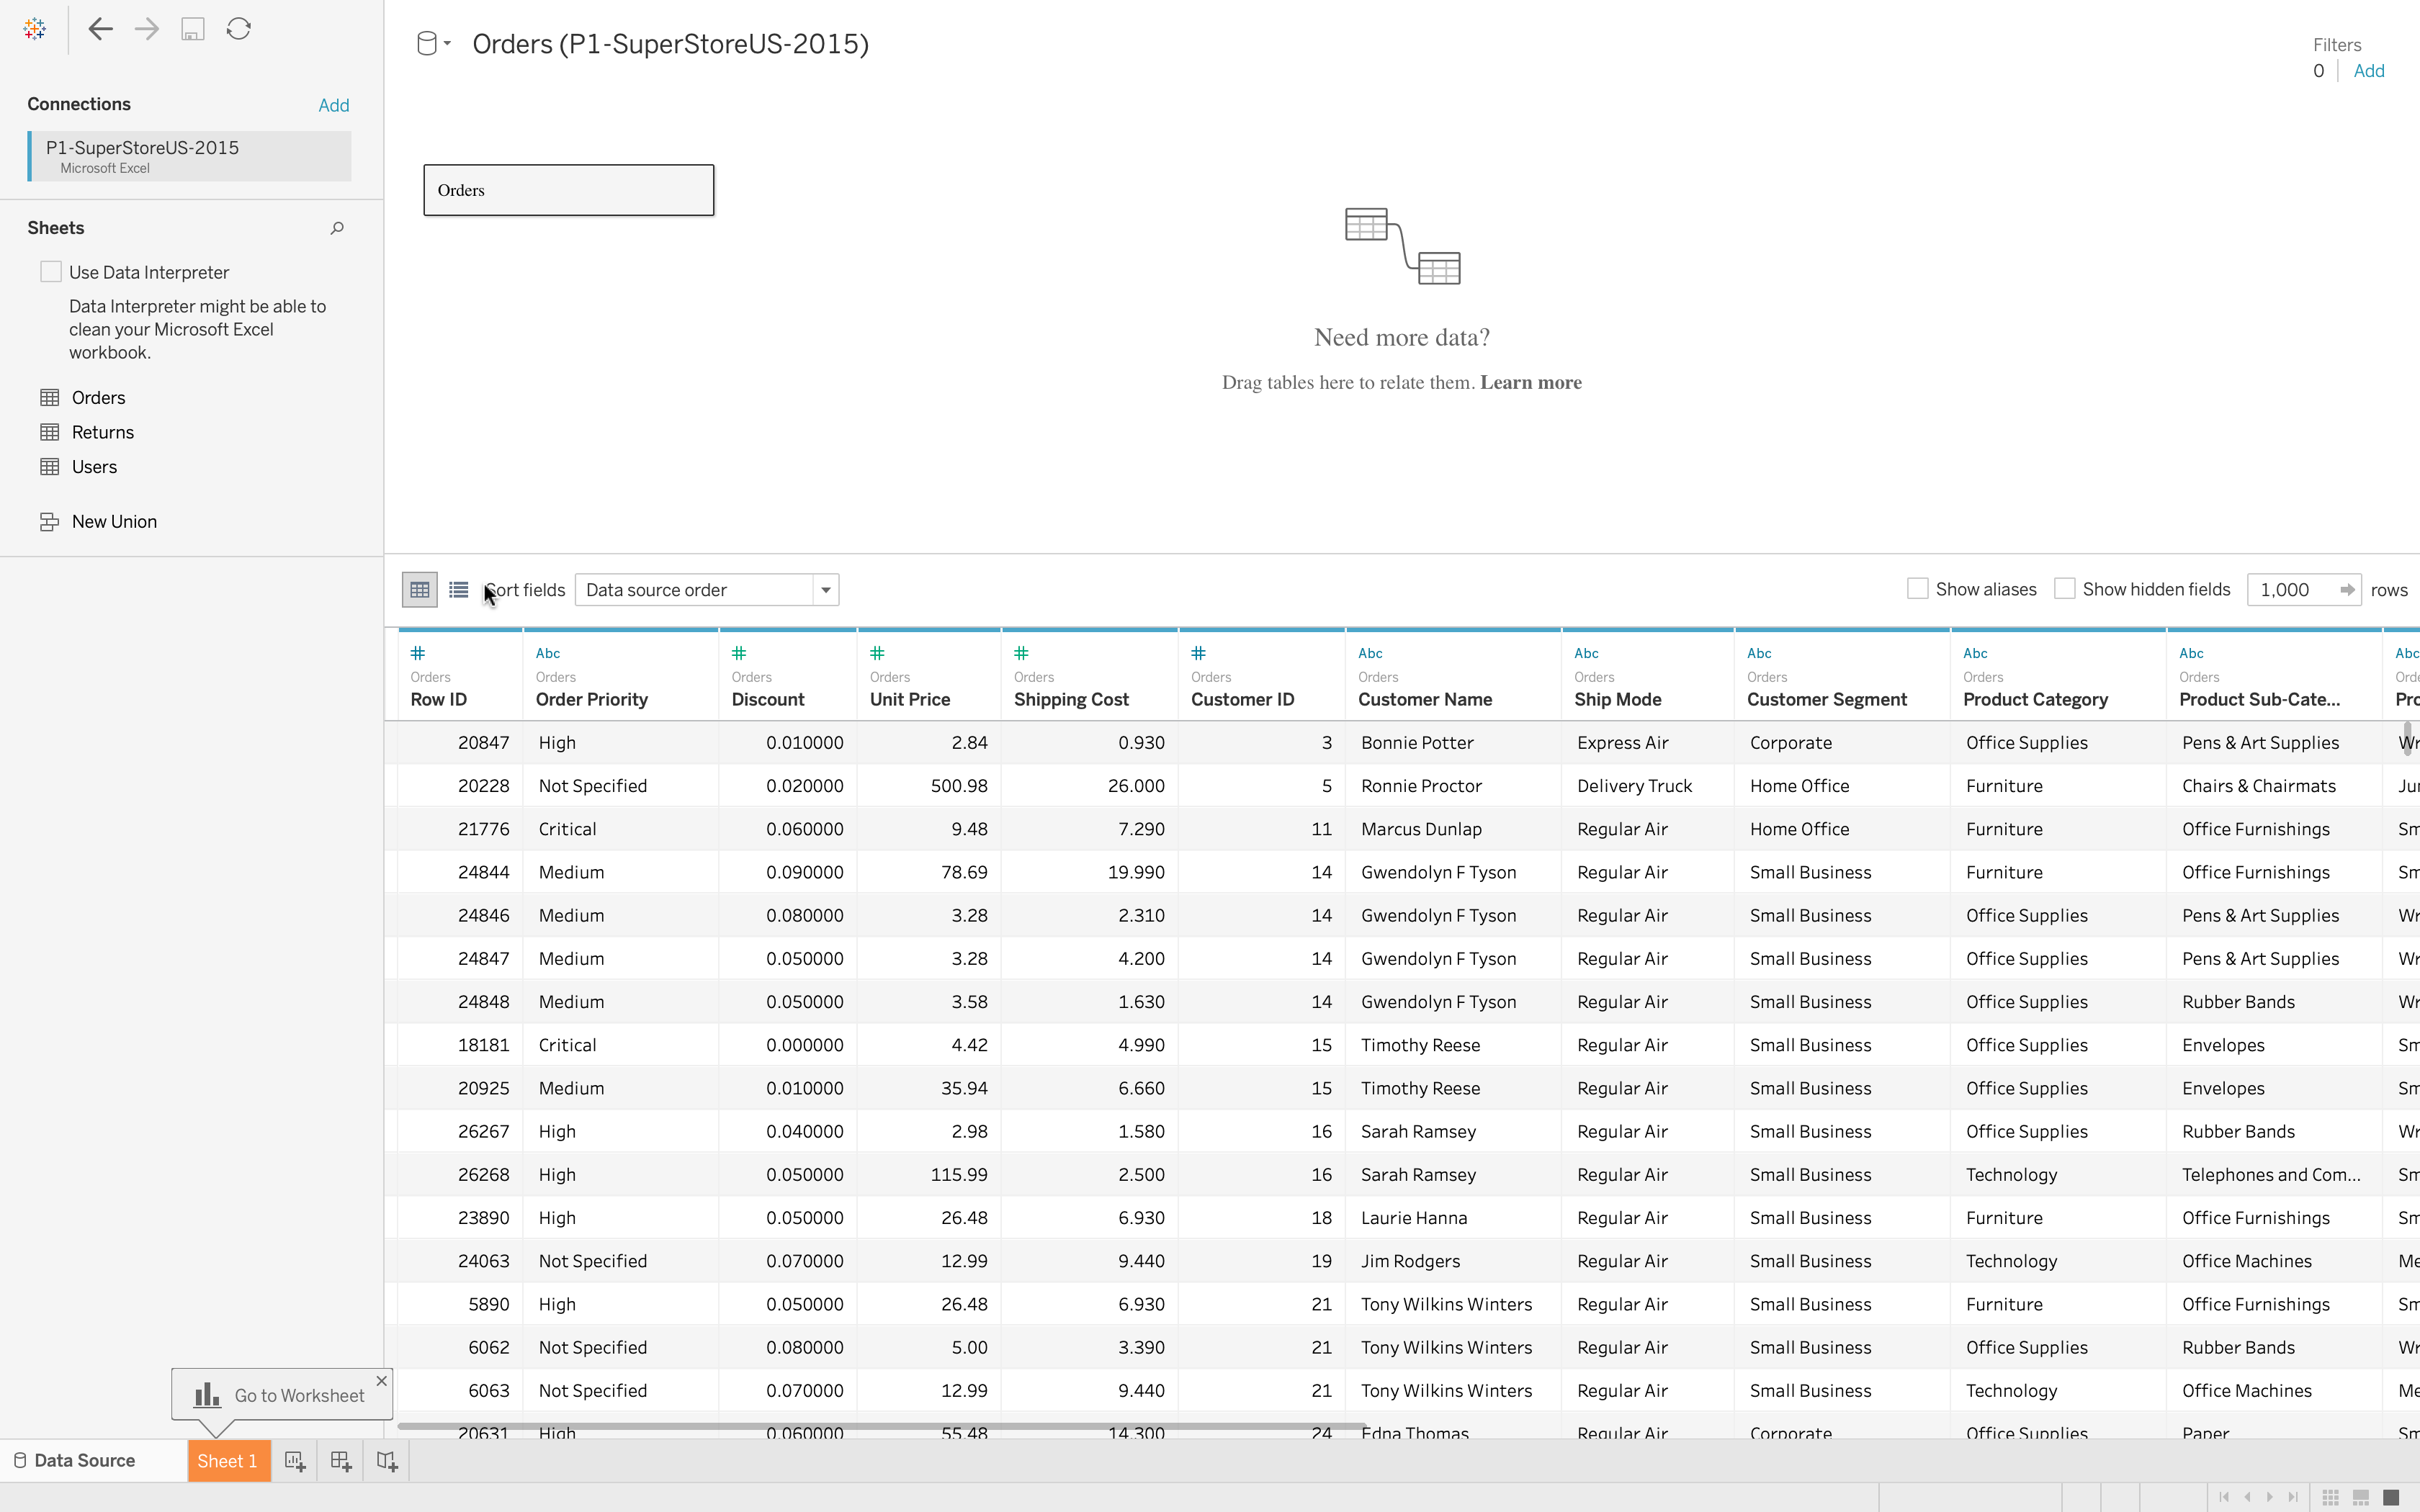 Orders (P1-SuperStoreUS-2015)
Filters
0 Add
Connections Add
P1-SuperStoreUS-2015
Microsoft Excel
Sheets
Use Data Interpreter
Data Interpreter might be able to
clean your Microsoft Excel
workbook.
Orders
Returns
Users
New Union
Orders
Need more data?
Drag tables here to relate them. Learn more
Sort fields Data source order Show aliases Show hidden fields 1,000 rows
# Abc # # # # Abc Abc Abc Abc Abc Abc
Orders Orders Orders Orders Orders Orders Orders Orders Orders Orders Orders
Row ID Order Priority Discount Unit Price Shipping Cost Customer ID Customer Name Ship Mode Customer Segment Product Category Product Sub-Cate...
20847 High 0.010000 2.84 0.930 3 Bonnie Potter Express Air Corporate Office Supplies Pens & Art Supplies
20228 Not Specified 0.020000 500.98 26.000 5 Ronnie Proctor Delivery Truck Home Office Furniture Chairs & Chairmats
21776 Critical 0.060000 9.48 7.290 11 Marcus Dunlap Regular Air Home Office Furniture Office Furnishings
24844 Medium 0.090000 78.69 19.990 14 Gwendolyn F Tyson Regular Air Small Business Furniture Office Furnishings
24846 Medium 0.080000 3.28 2.310 14 Gwendolyn F Tyson Regular Air Small Business Office Supplies Pens & Art Supplies
24847 Medium 0.050000 3.28 4.200 14 Gwendolyn F Tyson Regular Air Small Business Office Supplies Pens & Art Supplies
24848 Medium 0.050000 3.58 1.630 14 Gwendolyn F Tyson Regular Air Small Business Office Supplies Rubber Bands
18181 Critical 0.000000 4.42 4.990 15 Timothy Reese Regular Air Small Business Office Supplies Envelopes
20925 Medium 0.010000 35.94 6.660 15 Timothy Reese Regular Air Small Business Office Supplies Envelopes
26267 High 0.040000 2.98 1.580 16 Sarah Ramsey Regular Air Small Business Office Supplies Rubber Bands
26268 High 0.050000 115.99 2.500 16 Sarah Ramsey Regular Air Small Business Technology Telephones and Com...
23890 High 0.050000 26.48 6.930 18 Laurie Hanna Regular Air Small Business Furniture Office Furnishings
24063 Not Specified 0.070000 12.99 9.440 19 Jim Rodgers Regular Air Small Business Technology Office Machines
5890 High 0.050000 26.48 6.930 21 Tony Wilkins Winters Regular Air Small Business Furniture Office Furnishings
6062 Not Specified 0.080000 5.00 3.390 21 Tony Wilkins Winters Regular Air Small Business Office Supplies Rubber Bands
6063 Not Specified 0.070000 12.99 9.440 21 Tony Wilkins Winters Regular Air Small Business Technology Office Machines
20631 High 0.060000 55.48 14.300 24 Edna Thomas Regular Air Corporate Office Supplies Paper
Go to Worksheet
Data Source Sheet 1